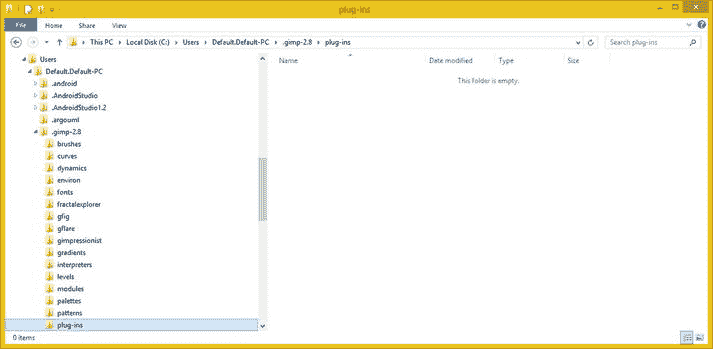 plug-ins
File Home Share View
This PC Local Disk (C:) Users Default.Default-PC .gimp-2.8 plug-ins Search plug-ins
Name Date modified Type Size
This folder is empty.
Users
Default.Default-PC
.android
.AndroidStudio
.AndroidStudio1.2
.argouml
.gimp-2.8
brushes
curves
dynamics
environ
fonts
fractalexplorer
gfig
gflare
gimpressionist
gradients
interpreters
levels
modules
palettes
patterns
plug-ins
0 items